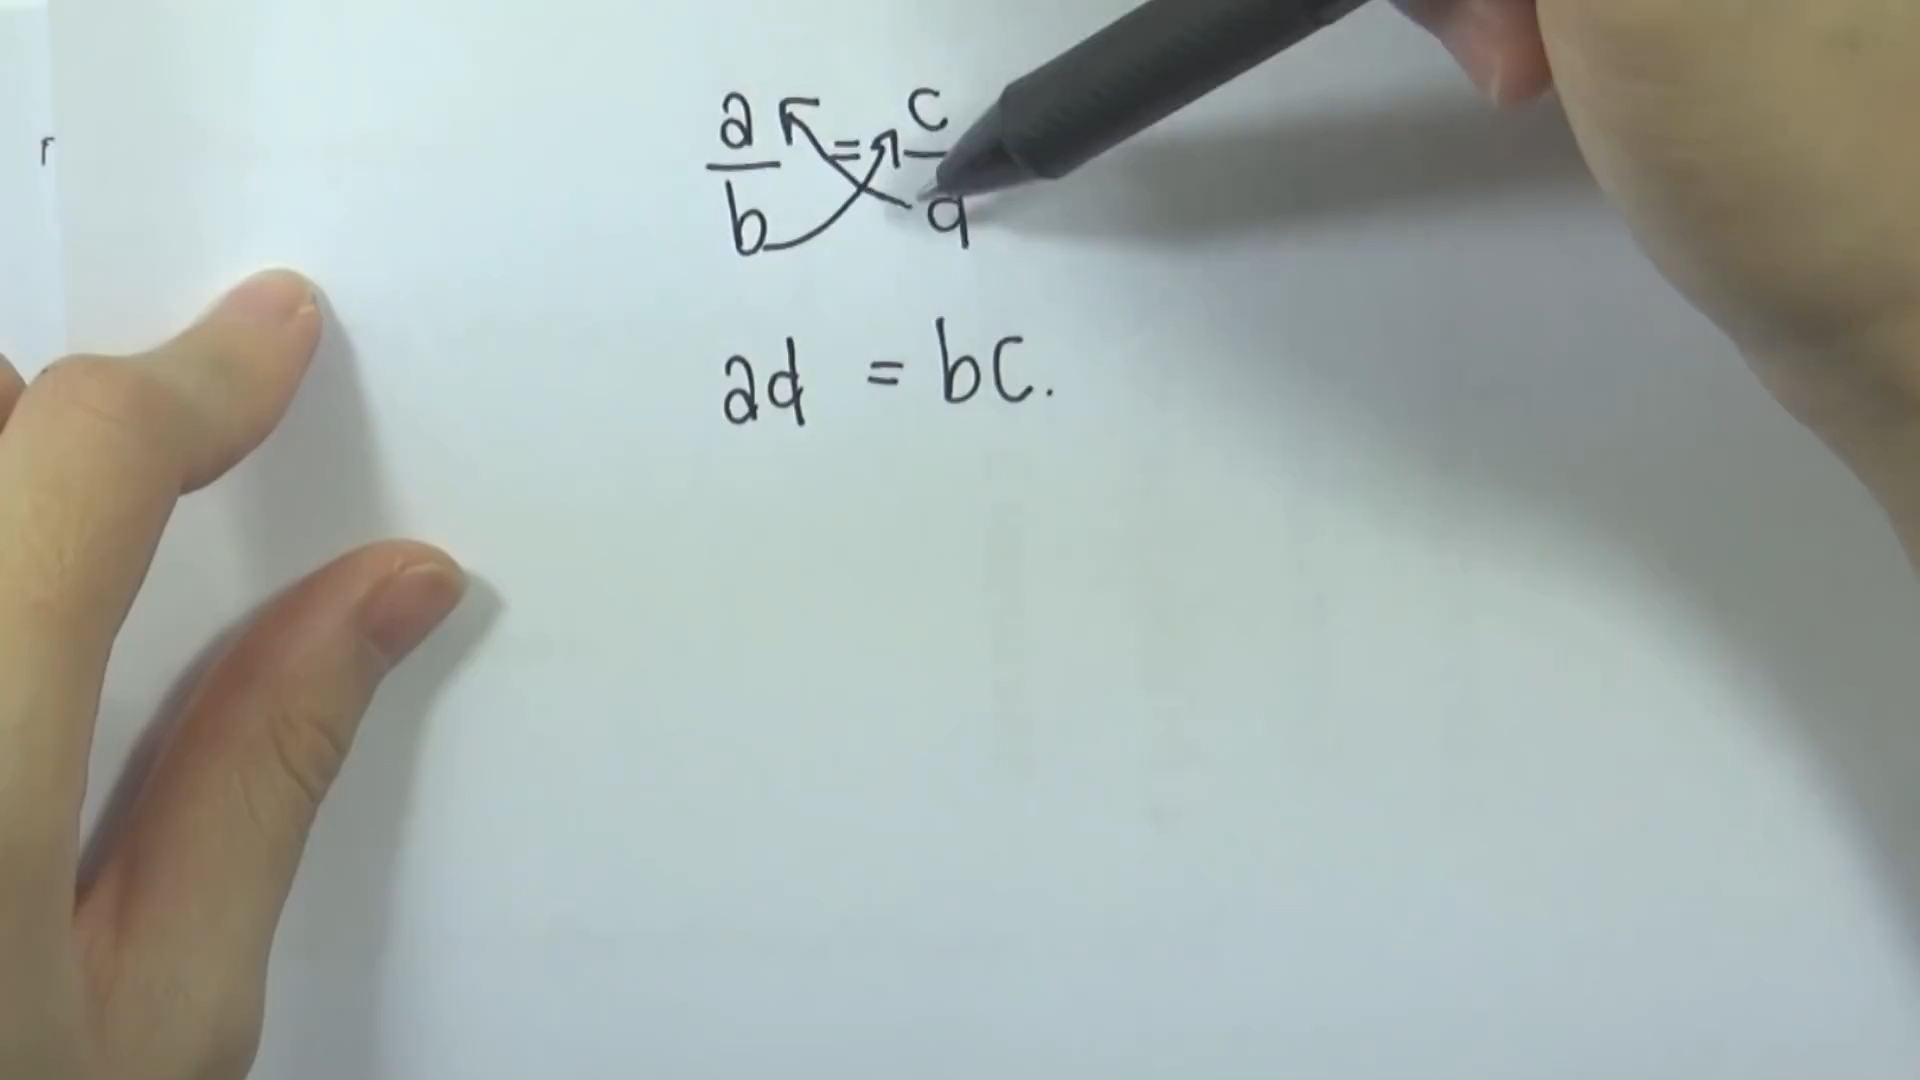 a/b = c/d
ad = bc.